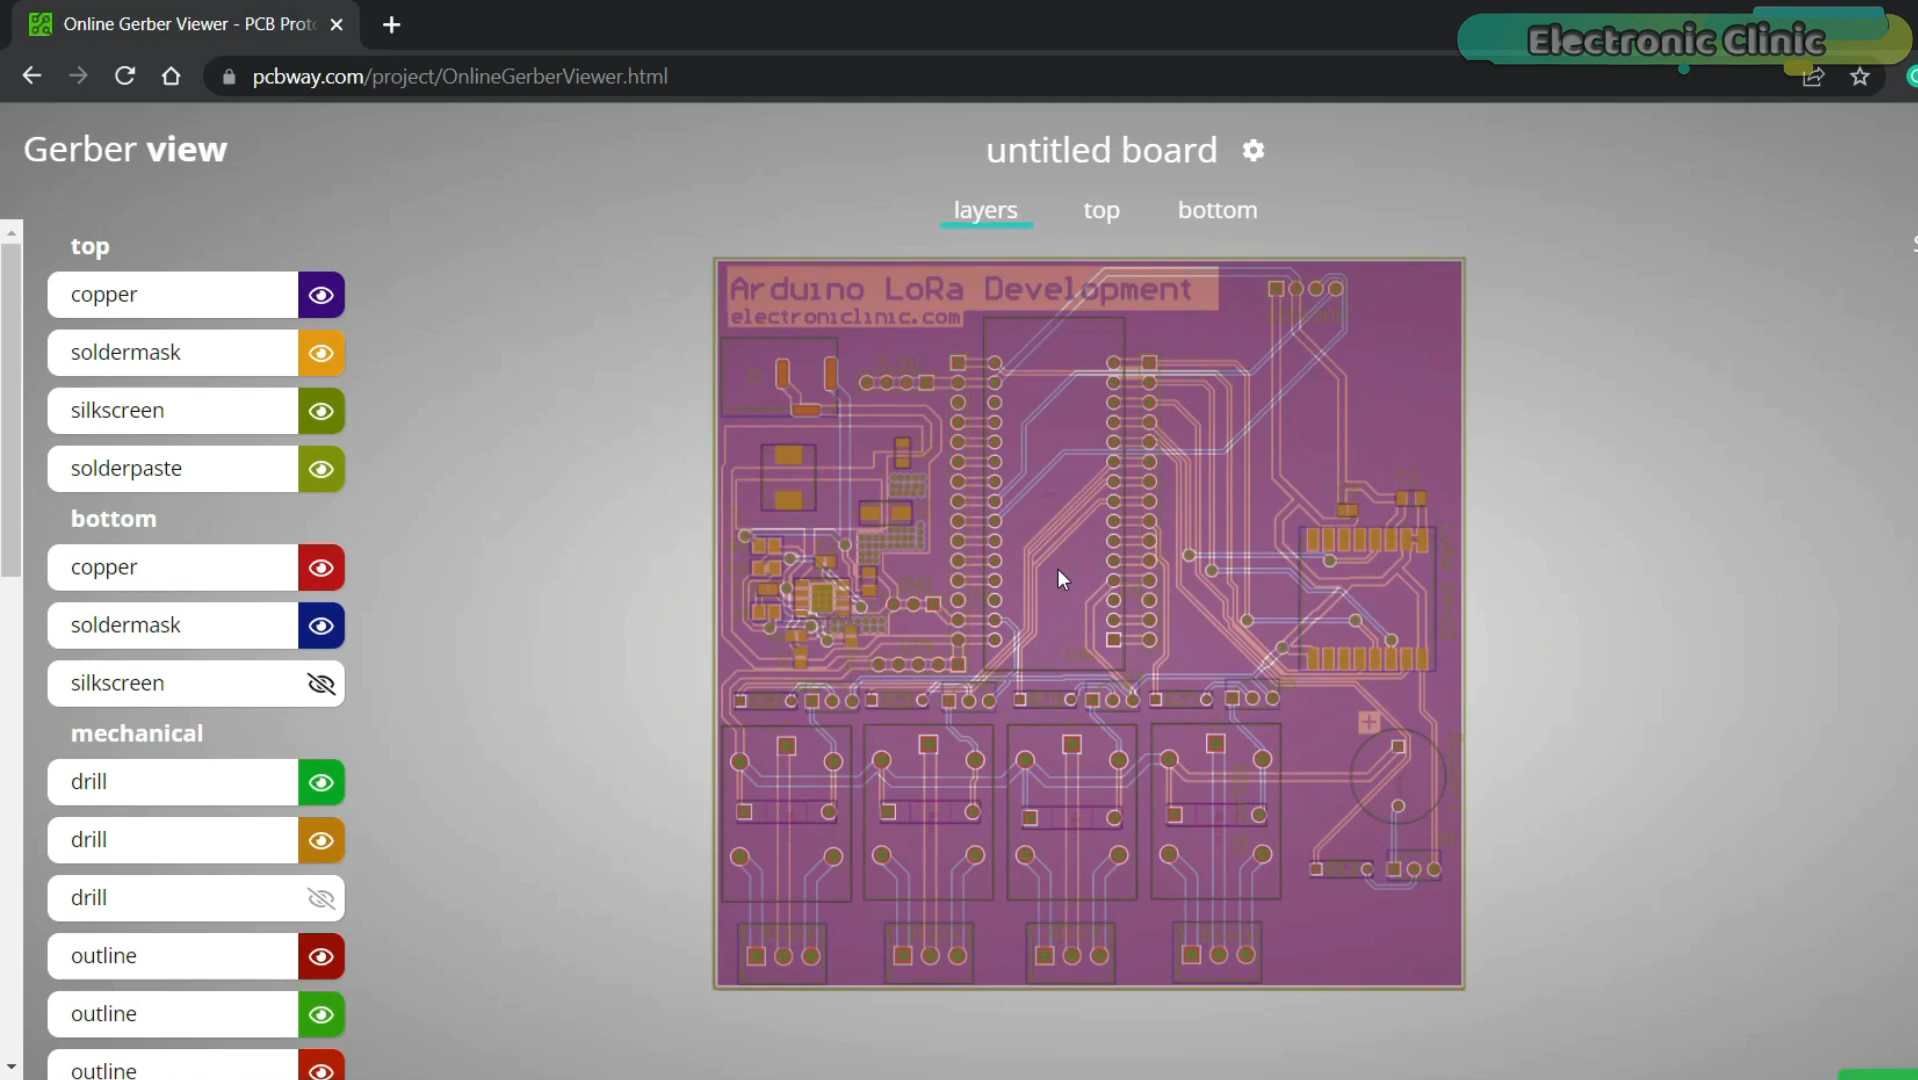 Online Gerber Viewer - PCB Proto
Electronic Clinic
pcbway.com/project/OnlineGerberViewer.html
Gerber view
untitled board
layers
top
bottom
top
copper
soldermask
silkscreen
solderpaste
bottom
copper
soldermask
silkscreen
mechanical
drill
drill
drill
outline
outline
outline
Arduino LoRa Development
electroniclinic.com
+